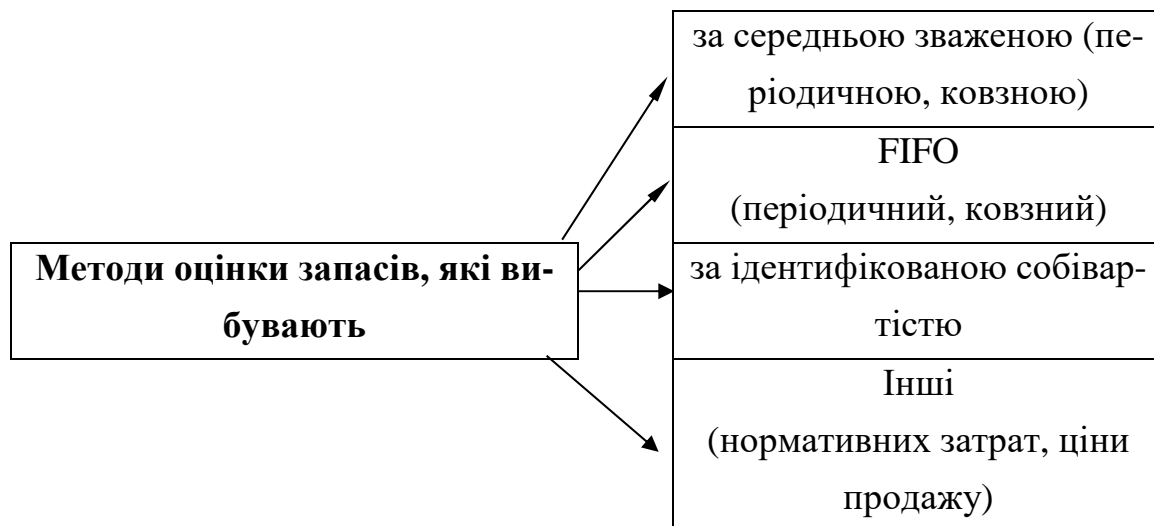 Методи оцінки запасів, які ви-
бувають
за середньою зваженою (пе-
ріодичною, ковзною)
FIFO
(періодичний, ковзний)
за ідентифікованою собівар-
тістю
Інші
(нормативних затрат, ціни
продажу)